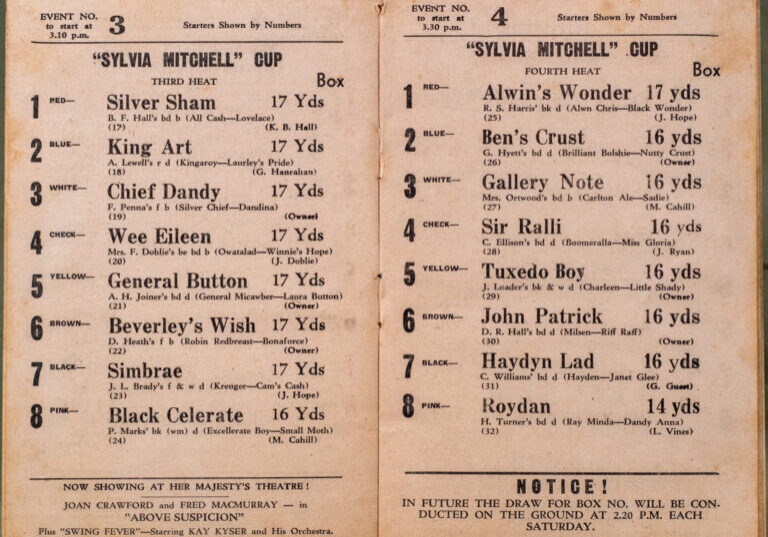 EVENT NO.
to start at
3.10 p.m.
3
Starters Shown by Numbers
"SYLVIA MITCHELL" CUP
THIRD HEAT
Box
1 RED— Silver Sham 17 Yds
B. F. Hall's bd b (All Cash—Lovelace)
(17) (K. B. Hall)
2 BLUE— King Art 17 Yds
A. Lewell's r d (Kingaroy—Laurley's Pride)
(18) (G. Hanrahan)
3 WHITE— Chief Dandy 17 Yds
F. Penna's f b (Silver Chief—Dandina)
(19) (Owner)
4 CHECK— Wee Eileen 17 Yds
Mrs. F. Doblie's be bd b (Owatalad—Winnie's Hope)
(20) (J. Doblie)
5 YELLOW— General Button 17 Yds
A. H. Joiner's bd d (General Micawber—Laura Button)
(21) (Owner)
6 BROWN— Beverley's Wish 17 Yds
D. Heath's f b (Robin Redbreast—Bonaforce)
(22) (Owner)
7 BLACK— Simbrae 17 Yds
J. L. Brady's f & w d (Kreuger—Cam's Cash)
(23) (J. Hope)
8 PINK— Black Celerate 16 Yds
P. Marks' bk (wm) d (Excellerate Boy—Small Moth)
(24) (M. Cahill)
NOW SHOWING AT HER MAJESTY'S THEATRE!
JOAN CRAWFORD and FRED MACMURRAY — in
"ABOVE SUSPICION"
Plus "SWING FEVER"—Starring KAY KYSER and His Orchestra.
EVENT NO.
to start at
3.30 p.m.
4
Starters Shown by Numbers
"SYLVIA MITCHELL" CUP
FOURTH HEAT
Box
1 RED— Alwin's Wonder 17 yds
R. S. Harris' bk d (Alwn Chris—Black Wonder)
(25) (J. Hope)
2 BLUE— Ben's Crust 16 yds
G. Hyett's bd d (Brilliant Bolshie—Nutty Crust)
(26) (Owner)
3 WHITE— Gallery Note 16 yds
Mrs. Ortwood's bd b (Carlton Ale—Sadie)
(27) (M. Cahill)
4 CHECK— Sir Ralli 16 yds
C. Ellison's bd d (Boomeralla—Miss Gloria)
(28) (J. Ryan)
5 YELLOW— Tuxedo Boy 16 yds
J. Loader's bk & w d (Charleen—Little Shady)
(29) (Owner)
6 BROWN— John Patrick 16 yds
D. R. Hall's bd d (Milsen—Riff Raff)
(30) (Owner)
7 BLACK— Haydyn Lad 16 yds
C. Williams' bd d (Hayden—Janet Glee)
(31) (G. Guest)
8 PINK— Roydan 14 yds
H. Turner's bd d (Ray Minda—Dandy Anna)
(32) (L. Vines)
NOTICE!
IN FUTURE THE DRAW FOR BOX NO. WILL BE CON-
DUCTED ON THE GROUND AT 2.20 P.M. EACH
SATURDAY.